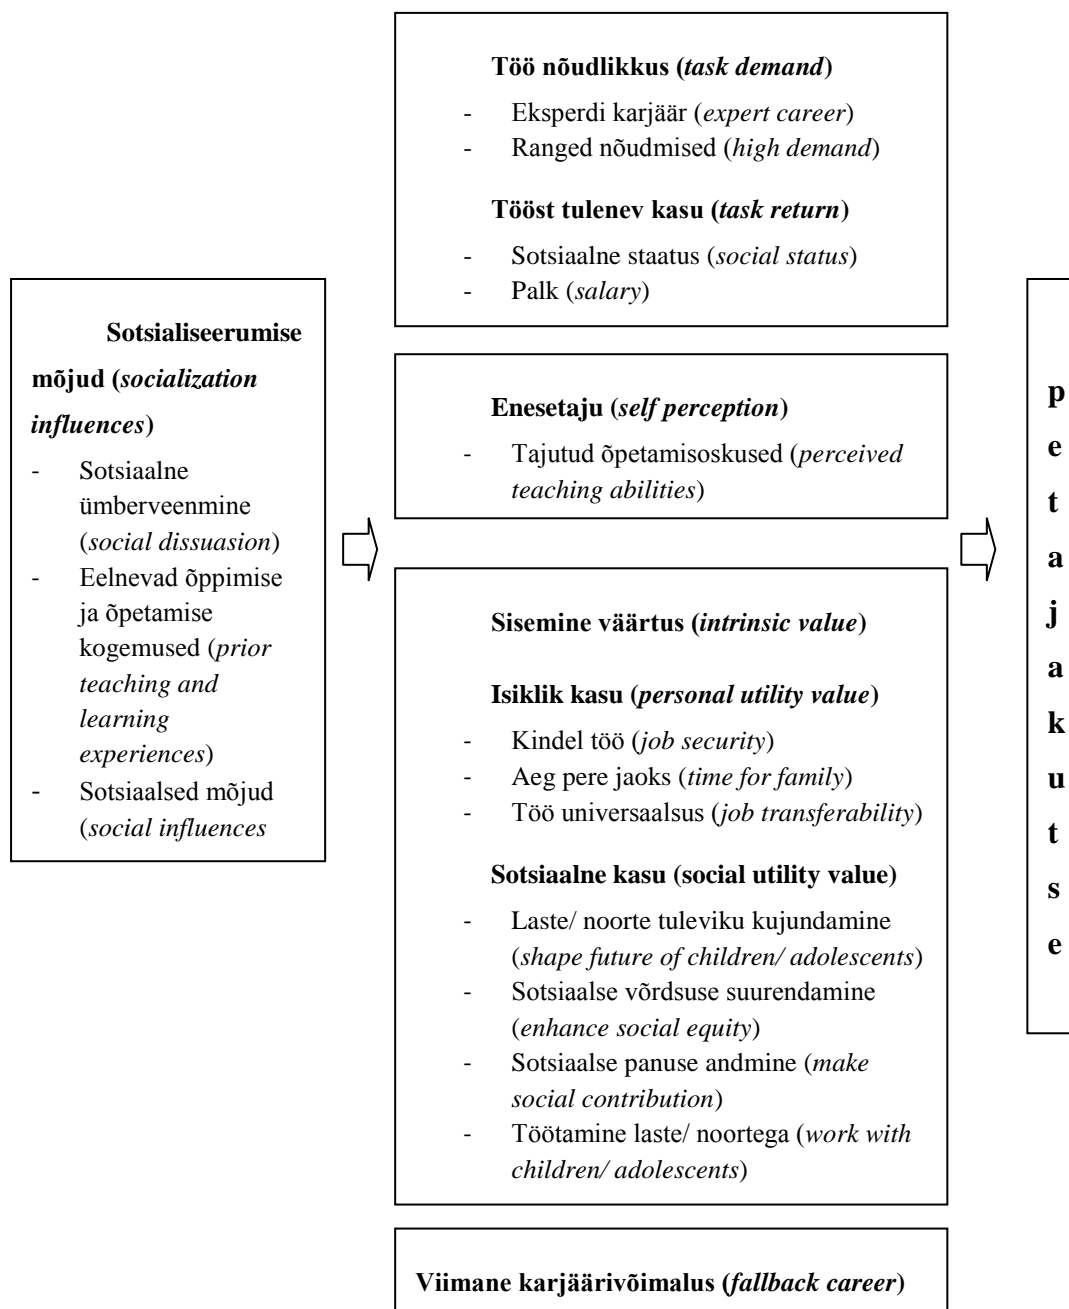 Sotsialiseerumise
mõjud (socialization
influences)
- Sotsiaalne
ümberveenmine
(social dissuasion)
- Eelnevad õppimise
ja õpetamise
kogemused (prior
teaching and
learning
experiences)
- Sotsiaalsed mõjud
(social influences
Töö nõudlikkus (task demand)
- Eksperdi karjäär (expert career)
- Ranged nõudmised (high demand)
Tööst tulenev kasu (task return)
- Sotsiaalne staatus (social status)
- Palk (salary)
Enesetaju (self perception)
- Tajutud õpetamisoskused (perceived
teaching abilities)
Sisemine väärtus (intrinsic value)
Isiklik kasu (personal utility value)
- Kindel töö (job security)
- Aeg pere jaoks (time for family)
- Töö universaalsus (job transferability)
Sotsiaalne kasu (social utility value)
- Laste/ noorte tuleviku kujundamine
(shape future of children/ adolescents)
- Sotsiaalse võrdsuse suurendamine
(enhance social equity)
- Sotsiaalse panuse andmine (make
social contribution)
- Töötamine laste/ noortega (work with
children/ adolescents)
Viimane karjäärivõimalus (fallback career)
p
e
t
a
j
a
k
u
t
s
e